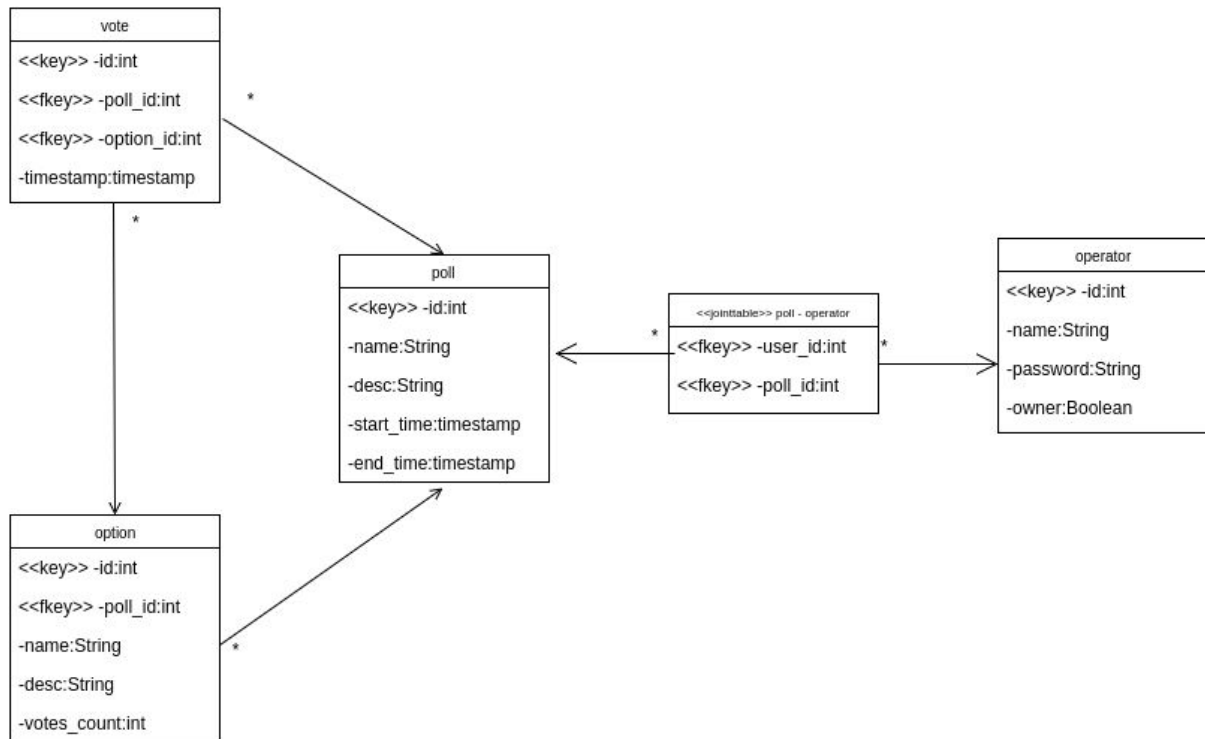 vote
<<key>> -id:int
<<fkey>> -poll_id:int
<<fkey>> -option_id:int
-timestamp:timestamp
*
*
poll
<<key>> -id:int
-name:String
-desc:String
-start_time:timestamp
-end_time:timestamp
*
<<jointtable>> poll - operator
<<fkey>> -user_id:int
<<fkey>> -poll_id:int
*
operator
<<key>> -id:int
-name:String
-password:String
-owner:Boolean
option
<<key>> -id:int
<<fkey>> -poll_id:int
-name:String
-desc:String
-votes_count:int
*